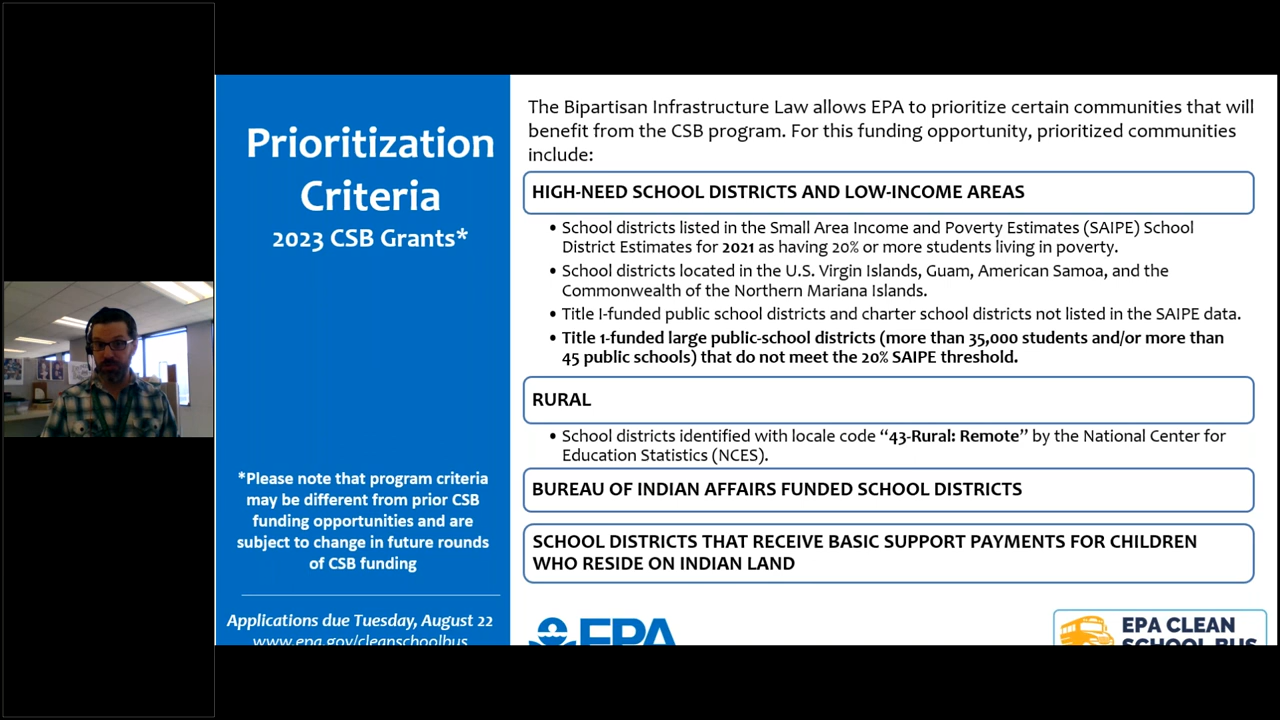 Prioritization
Criteria
2023 CSB Grants*
*Please note that program criteria
may be different from prior CSB
funding opportunities and are
subject to change in future rounds
of CSB funding
Applications due Tuesday, August 22
www.epa.gov/cleanschoolbus
The Bipartisan Infrastructure Law allows EPA to prioritize certain communities that will
benefit from the CSB program. For this funding opportunity, prioritized communities
include:
HIGH-NEED SCHOOL DISTRICTS AND LOW-INCOME AREAS
• School districts listed in the Small Area Income and Poverty Estimates (SAIPE) School
District Estimates for 2021 as having 20% or more students living in poverty.
• School districts located in the U.S. Virgin Islands, Guam, American Samoa, and the
Commonwealth of the Northern Mariana Islands.
• Title I-funded public school districts and charter school districts not listed in the SAIPE data.
• Title 1-funded large public-school districts (more than 35,000 students and/or more than
45 public schools) that do not meet the 20% SAIPE threshold.
RURAL
• School districts identified with locale code “43-Rural: Remote” by the National Center for
Education Statistics (NCES).
BUREAU OF INDIAN AFFAIRS FUNDED SCHOOL DISTRICTS
SCHOOL DISTRICTS THAT RECEIVE BASIC SUPPORT PAYMENTS FOR CHILDREN
WHO RESIDE ON INDIAN LAND
EPA
EPA CLEAN
SCHOOL BUS